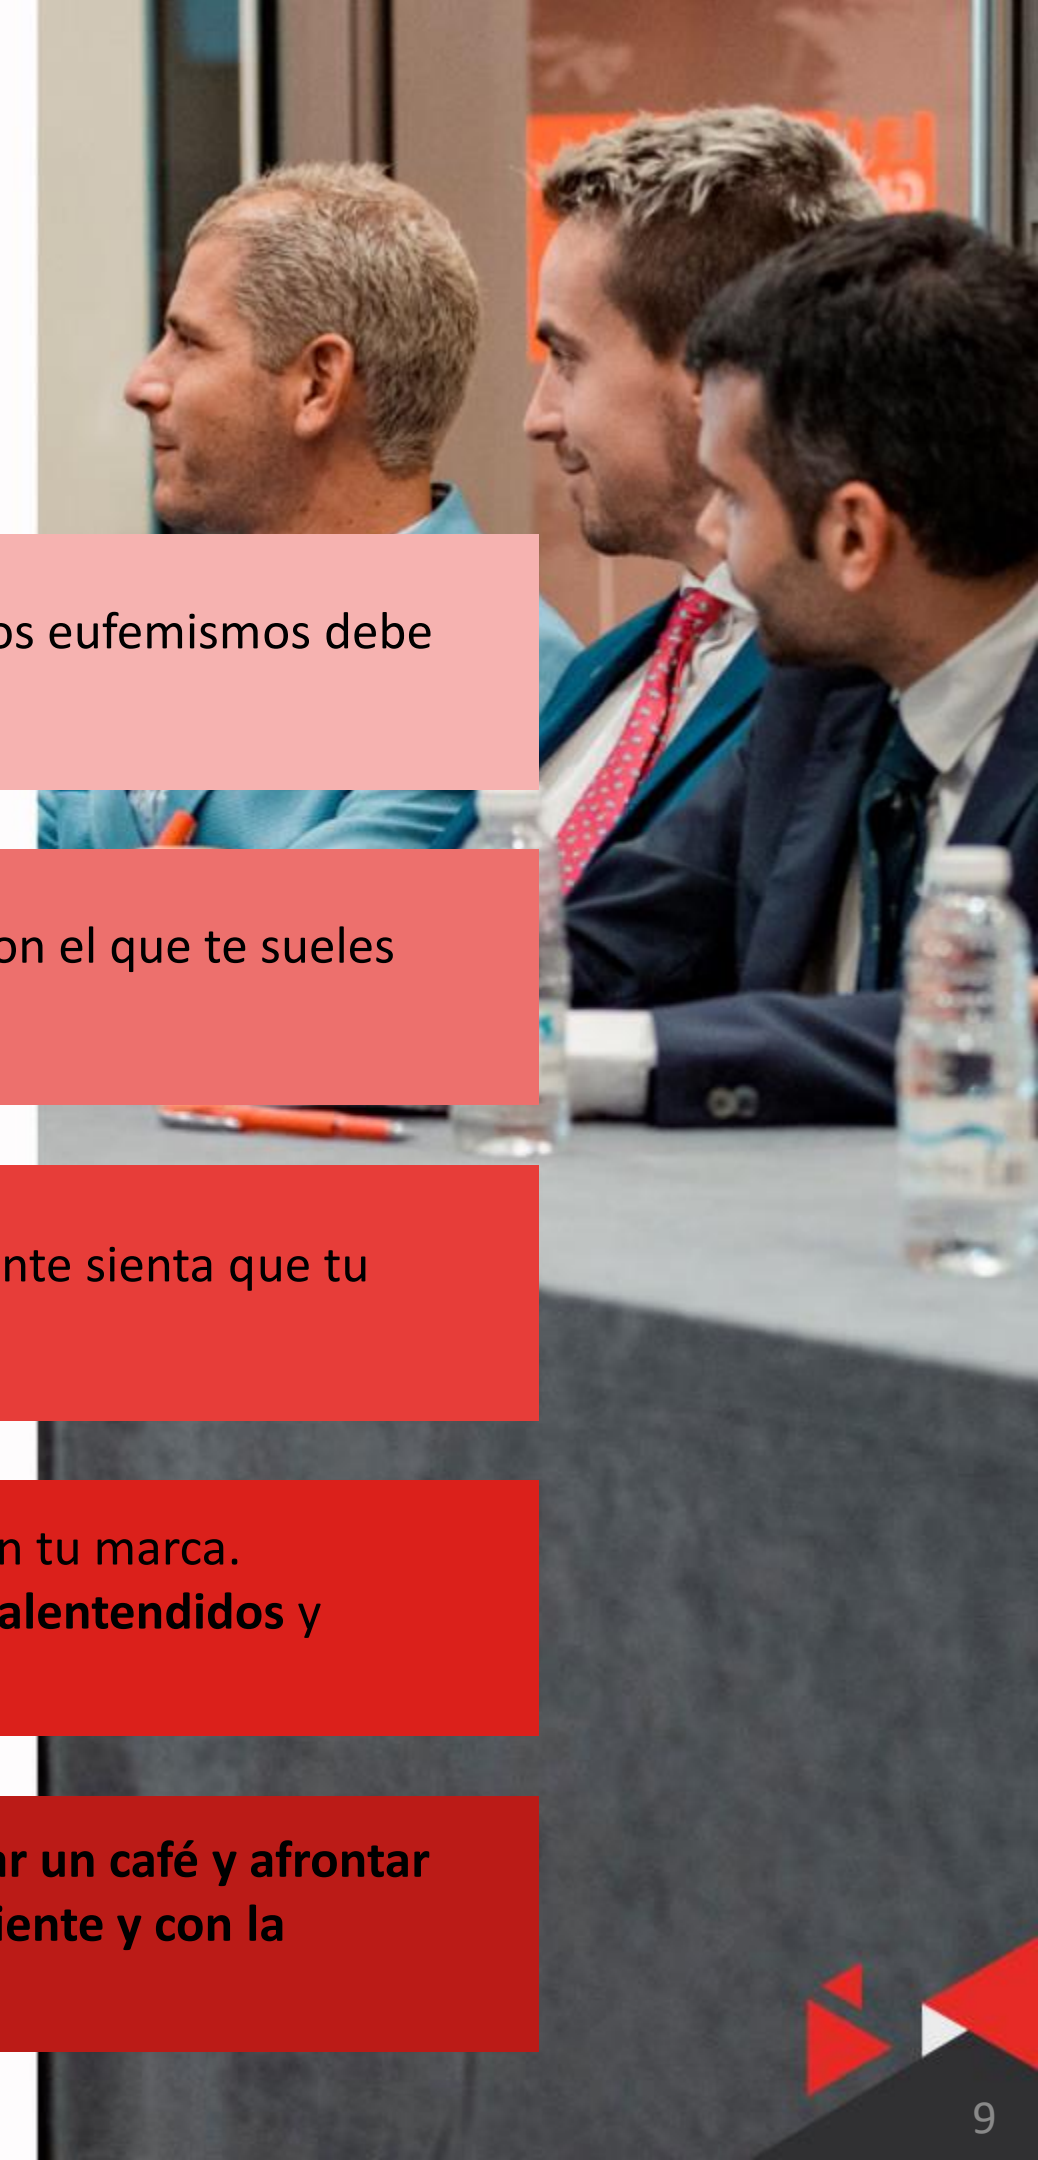 os eufemismos debe
on el que te sueles
nte sienta que tu
n tu marca.
alentendidos y
ar un café y afrontar
iente y con la
9